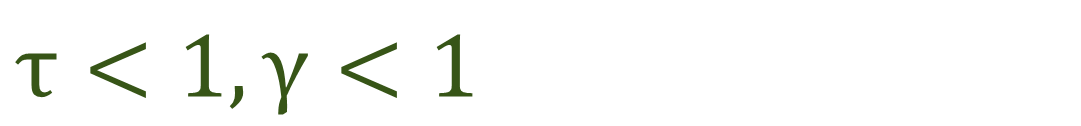 τ < 1, γ < 1